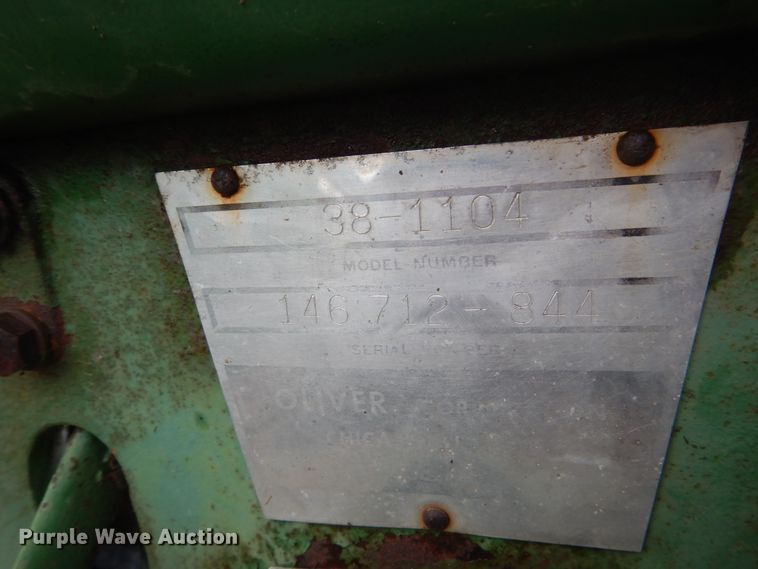 38-1104
MODEL NUMBER
146 712-844
SERIAL NUMBER
OLIVER
Purple Wave Auction